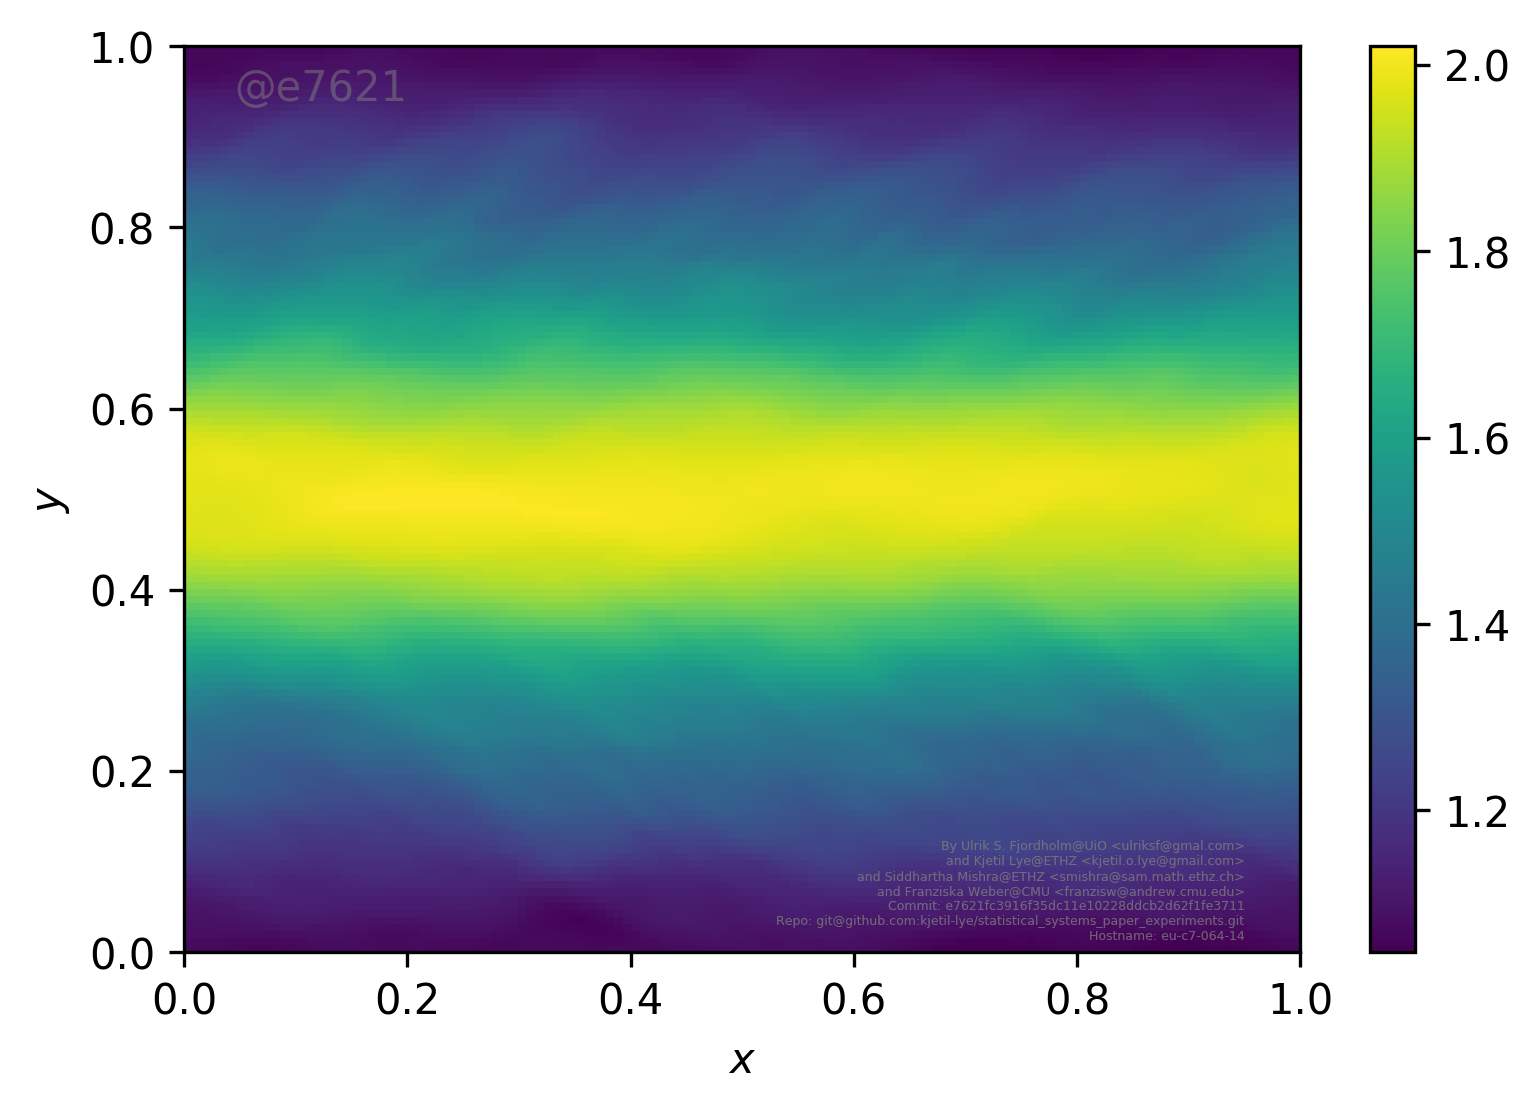 @e7621
1.0
0.8
0.6
0.4
0.2
0.0
y
0.0 0.2 0.4 0.6 0.8 1.0
x
2.0
1.8
1.6
1.4
1.2
By Ulrik S. Fjordholm@UiO <ulriksf@gmal.com>
and Kjetil Lye@ETHZ <kjetil.o.lye@gmail.com>
and Siddhartha Mishra@ETHZ <smishra@sam.math.ethz.ch>
and Franziska Weber@CMU <franzisw@andrew.cmu.edu>
Commit: e7621fc3916f35dc11e10228ddcb2d62f1fe3711
Repo: git@github.com:kjetil-lye/statistical_systems_paper_experiments.git
Hostname: eu-c7-064-14